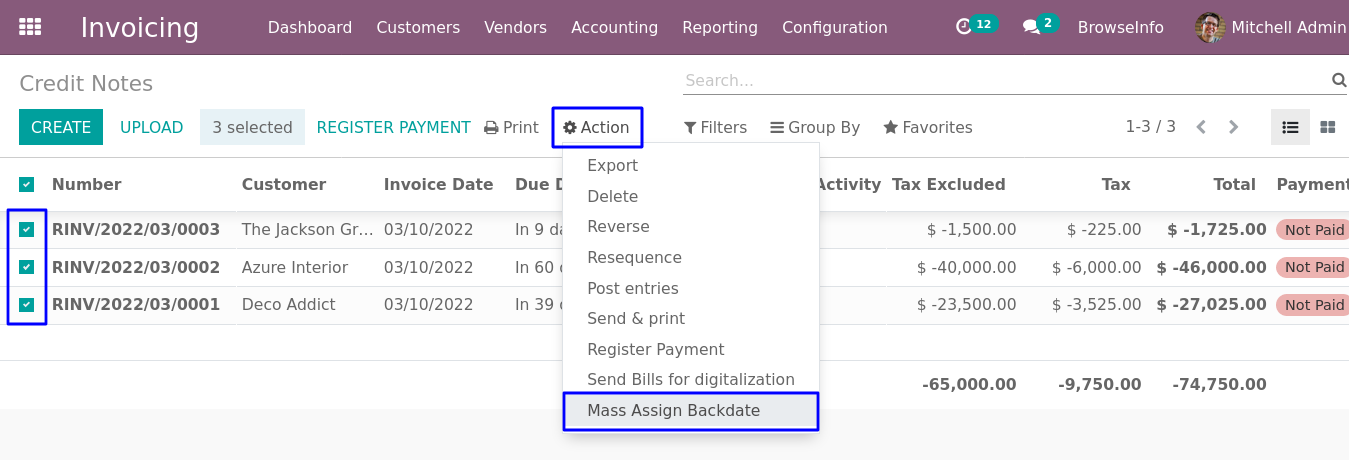 Invoicing Dashboard Customers Vendors Accounting Reporting Configuration 12 2 BrowseInfo Mitchell Admin
Credit Notes Search...
CREATE UPLOAD 3 selected REGISTER PAYMENT Print Action Filters Group By Favorites 1-3 / 3
Number Customer Invoice Date Due Activity Tax Excluded Tax Total Payment
RINV/2022/03/0003 The Jackson Gr... 03/10/2022 In 9 $ -1,500.00 $ -225.00 $ -1,725.00 Not Paid
RINV/2022/03/0002 Azure Interior 03/10/2022 In 60 $ -40,000.00 $ -6,000.00 $ -46,000.00 Not Paid
RINV/2022/03/0001 Deco Addict 03/10/2022 In 39 $ -23,500.00 $ -3,525.00 $ -27,025.00 Not Paid
-65,000.00 -9,750.00 -74,750.00
Export
Delete
Reverse
Resequence
Post entries
Send & print
Register Payment
Send Bills for digitalization
Mass Assign Backdate